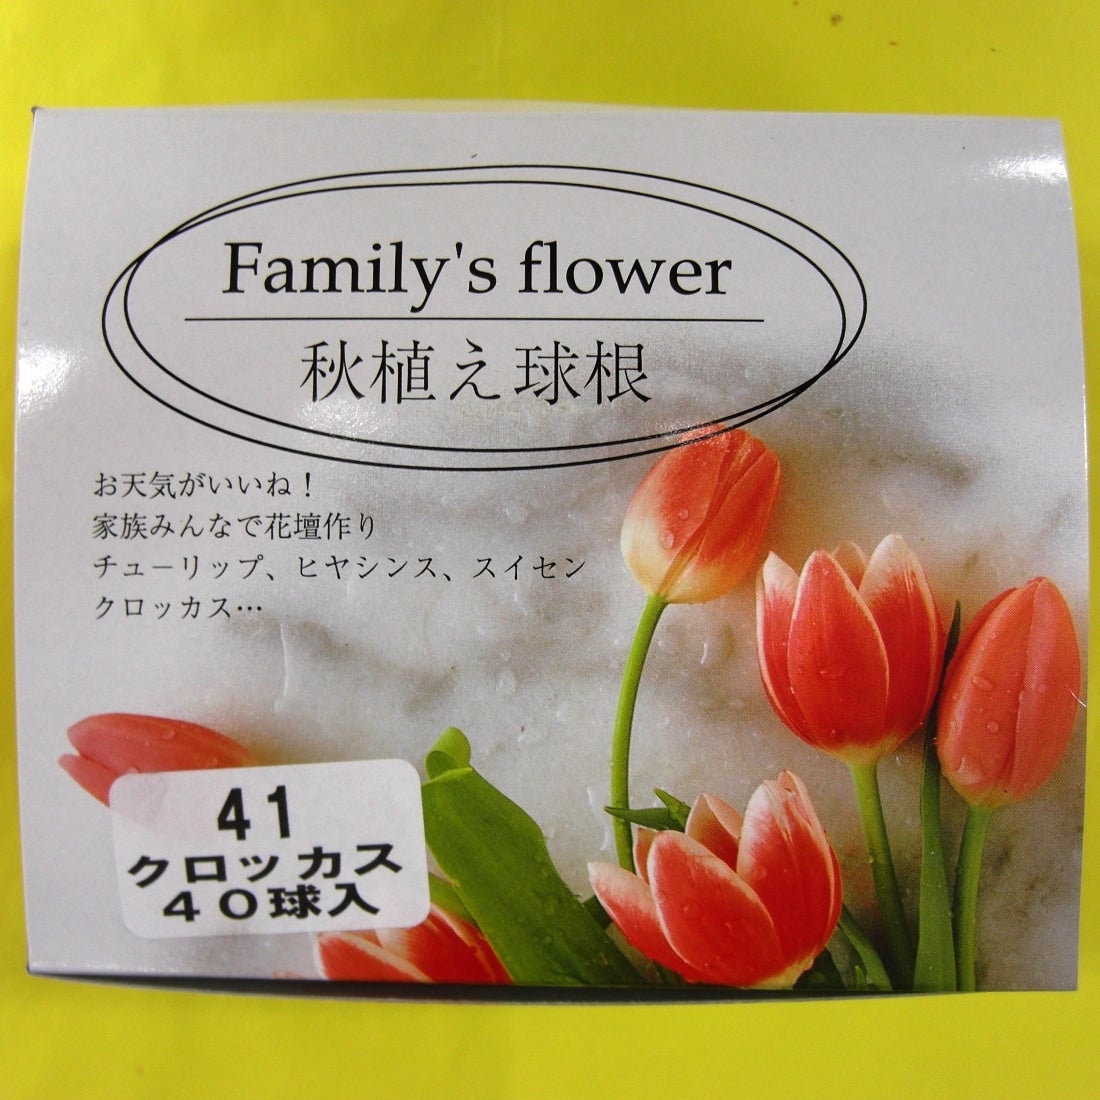 Family's flower
秋植え球根
お天気がいいね！
家族みんなで花壇作り
チューリップ、ヒヤシンス、スイセン
クロッカス…
41
クロッカス
４０球入